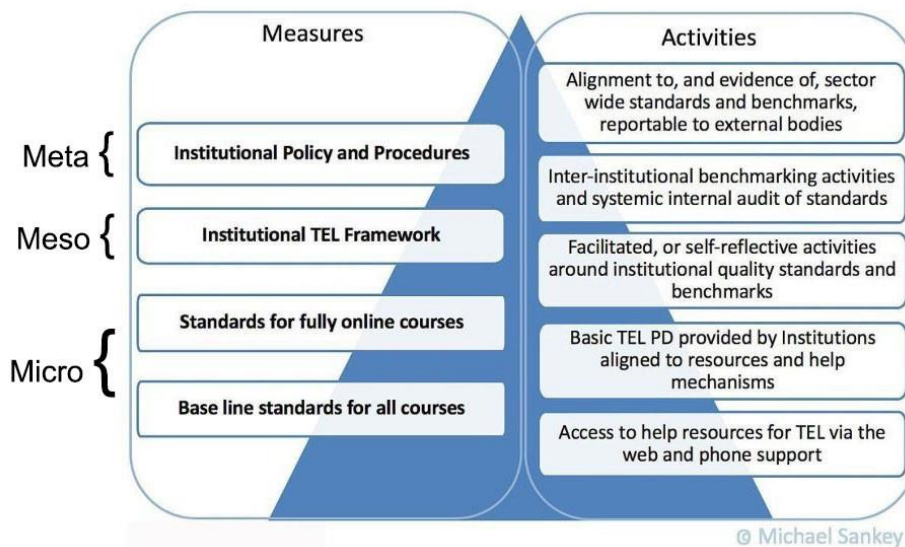 Measures
Meta {
Institutional Policy and Procedures
Meso {
Institutional TEL Framework
Micro {
Standards for fully online courses
Base line standards for all courses
Activities
Alignment to, and evidence of, sector
wide standards and benchmarks,
reportable to external bodies
Inter-institutional benchmarking activities
and systemic internal audit of standards
Facilitated, or self-reflective activities
around institutional quality standards and
benchmarks
Basic TEL PD provided by Institutions
aligned to resources and help
mechanisms
Access to help resources for TEL via the
web and phone support
© Michael Sankey